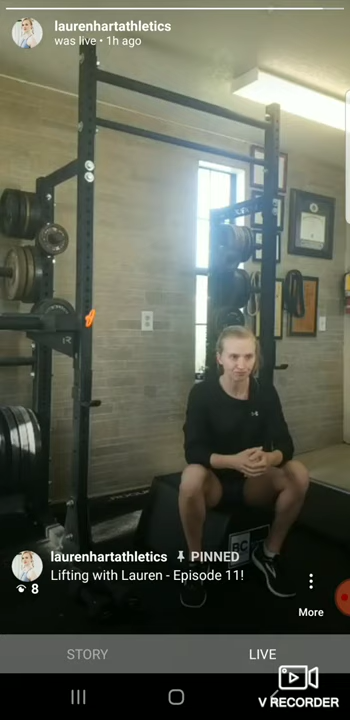 laurenhartathletics
was live • 1h ago
laurenhartathletics PINNED
Lifting with Lauren - Episode 11!
8
More
STORY
LIVE
V RECORDER